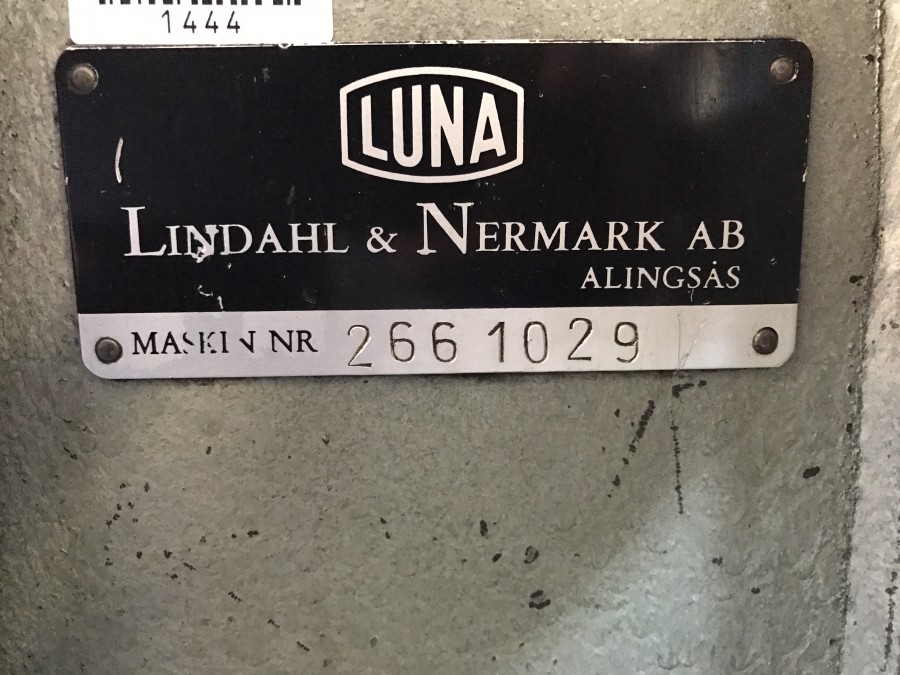 1444
LUNA
LINDAHL & NERMARK AB
ALINGSÅS
MASKIN NR 2661029